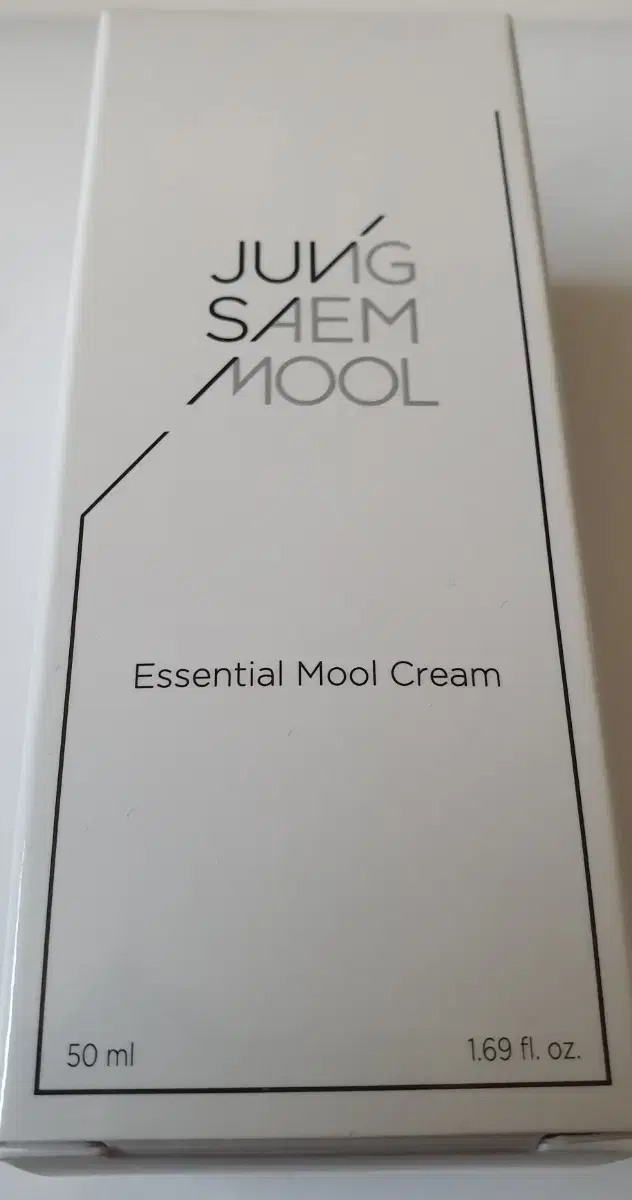 JUNG
SAEM
MOOL
Essential Mool Cream
50 ml
1.69 fl. oz.